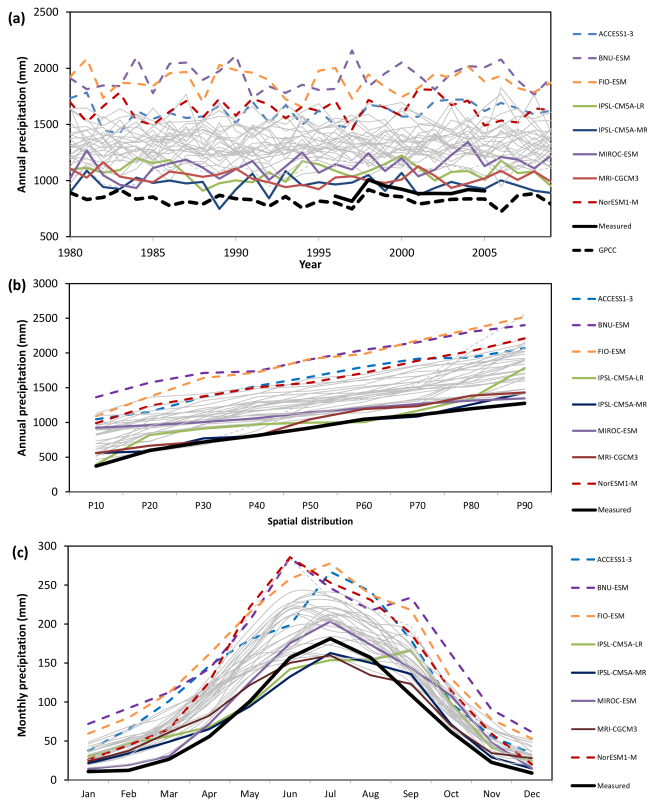 (a)
Annual precipitation (mm)
2500
2000
1500
1000
500
1980
1985
1990
1995
2000
2005
Year
ACCESS1-3
BNU-ESM
FIO-ESM
IPSL-CM5A-LR
IPSL-CM5A-MR
MIROC-ESM
MRI-CGCM3
NorESM1-M
Measured
GPCC
(b)
Annual precipitation (mm)
3000
2500
2000
1500
1000
500
0
P10
P20
P30
P40
P50
P60
P70
P80
P90
Spatial distribution
ACCESS1-3
BNU-ESM
FIO-ESM
IPSL-CM5A-LR
IPSL-CM5A-MR
MIROC-ESM
MRI-CGCM3
NorESM1-M
Measured
(c)
Monthly precipitation (mm)
300
250
200
150
100
50
0
Jan
Feb
Mar
Apr
May
Jun
Jul
Aug
Sep
Oct
Nov
Dec
ACCESS1-3
BNU-ESM
FIO-ESM
IPSL-CM5A-LR
IPSL-CM5A-MR
MIROC-ESM
MRI-CGCM3
NorESM1-M
Measured